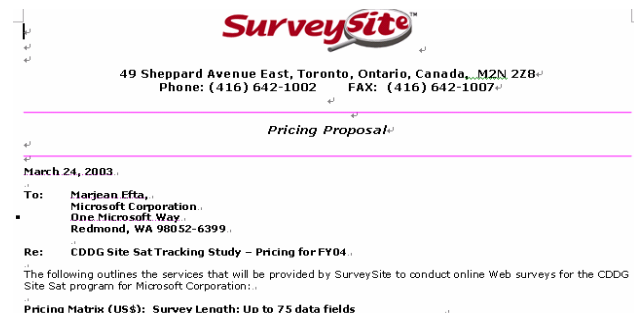 SurveySite™
49 Sheppard Avenue East, Toronto, Ontario, Canada, M2N 2Z8
Phone: (416) 642-1002 FAX: (416) 642-1007
Pricing Proposal
March 24, 2003
To: Marjean Efta,
Microsoft Corporation
One Microsoft Way
Redmond, WA 98052-6399
Re: CDDG Site Sat Tracking Study – Pricing for FY04
The following outlines the services that will be provided by SurveySite to conduct online Web surveys for the CDDG
Site Sat program for Microsoft Corporation:
Pricing Matrix (US$): Survey Length: Up to 75 data fields